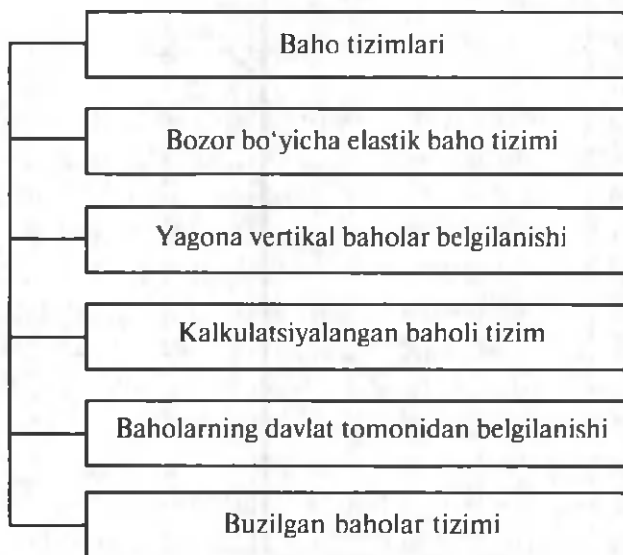 Baho tizimlari
Bozor bo‘yicha elastik baho tizimi
Yagona vertikal baholar belgilanishi
Kalkulatsiyalangan baholi tizim
Baholarning davlat tomonidan belgilanishi
Buzilgan baholar tizimi